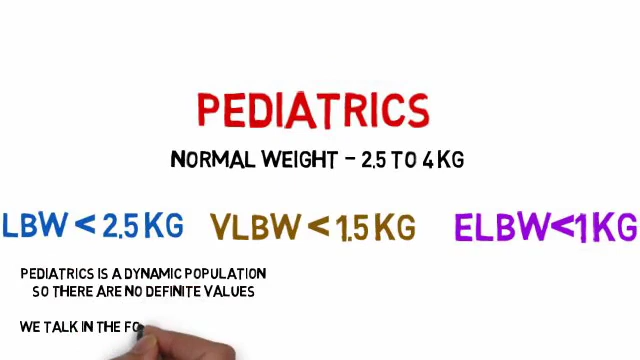 PEDIATRICS
NORMAL WEIGHT - 2.5 TO 4 KG
LBW < 2.5 KG VLBW < 1.5 KG ELBW<1 KG
PEDIATRICS IS A DYNAMIC POPULATION
SO THERE ARE NO DEFINITE VALUES
WE TALK IN THE